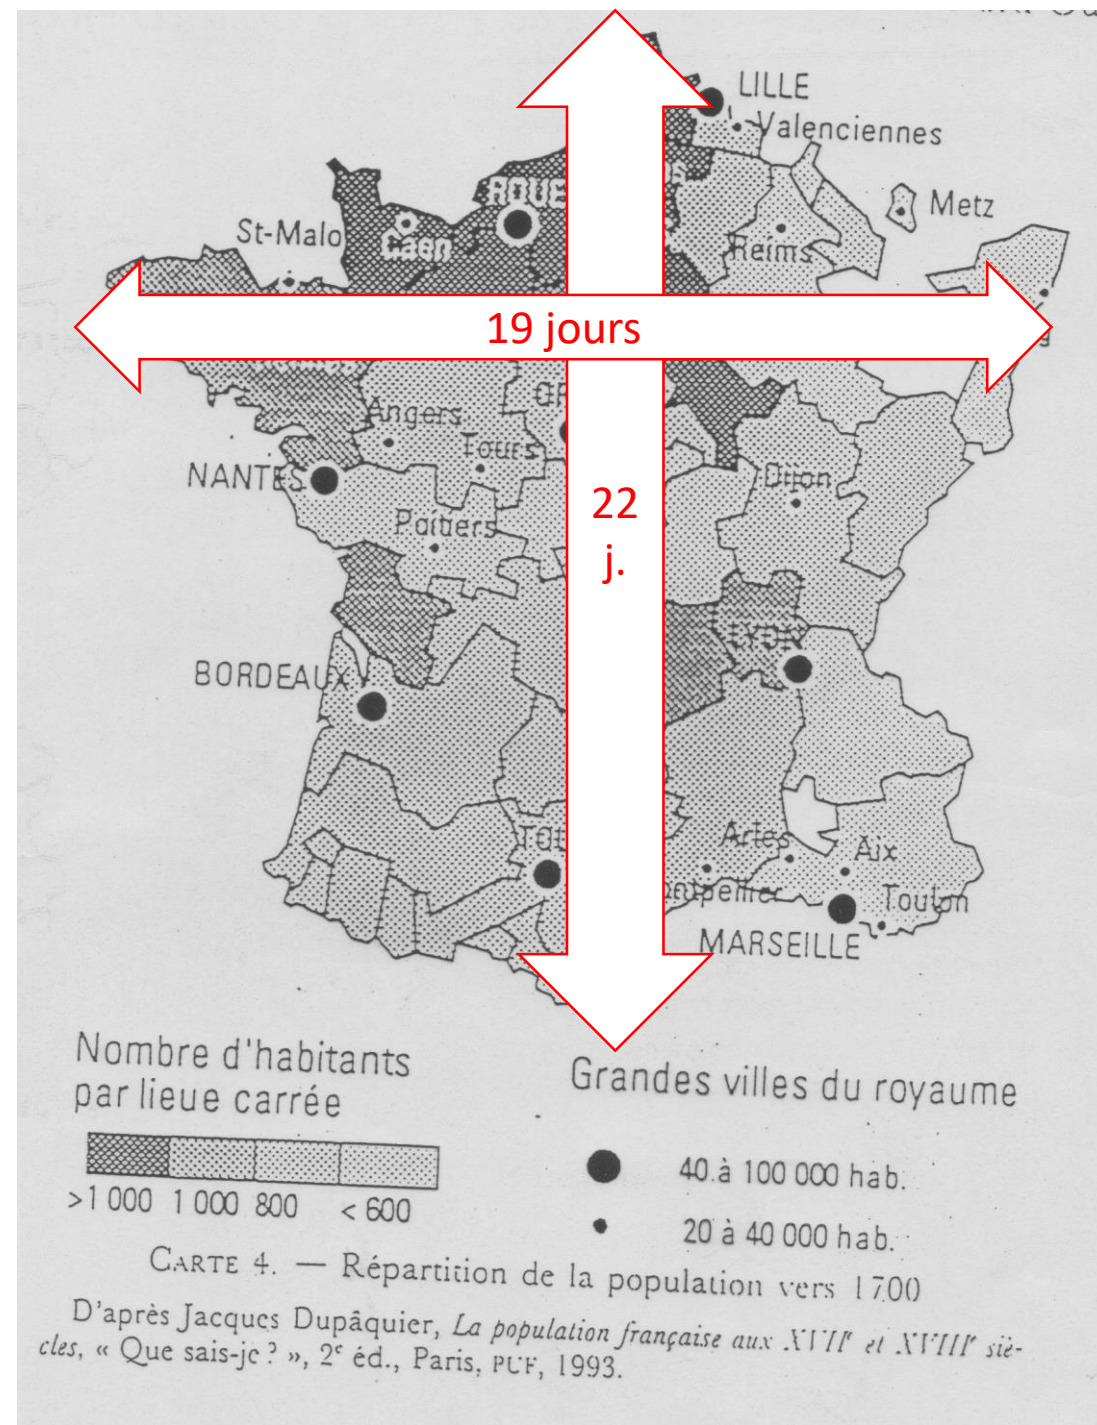 LILLE
Valenciennes
Metz
St-Malo
Caen
Reims
19 jours
Angers
Tours
NANTES
Dijon
22
j.
Poitiers
BORDEAUX
Arles
Aix
Toulon
MARSEILLE
Nombre d'habitants
par lieue carrée
>1 000 1 000 800 < 600
Grandes villes du royaume
40 à 100 000 hab.
20 à 40 000 hab.
CARTE 4. — Répartition de la population vers 1700
D'après Jacques Dupâquier, La population française aux XVIIe et XVIIIe siè-
cles, « Que sais-je ? », 2e éd., Paris, PUF, 1993.